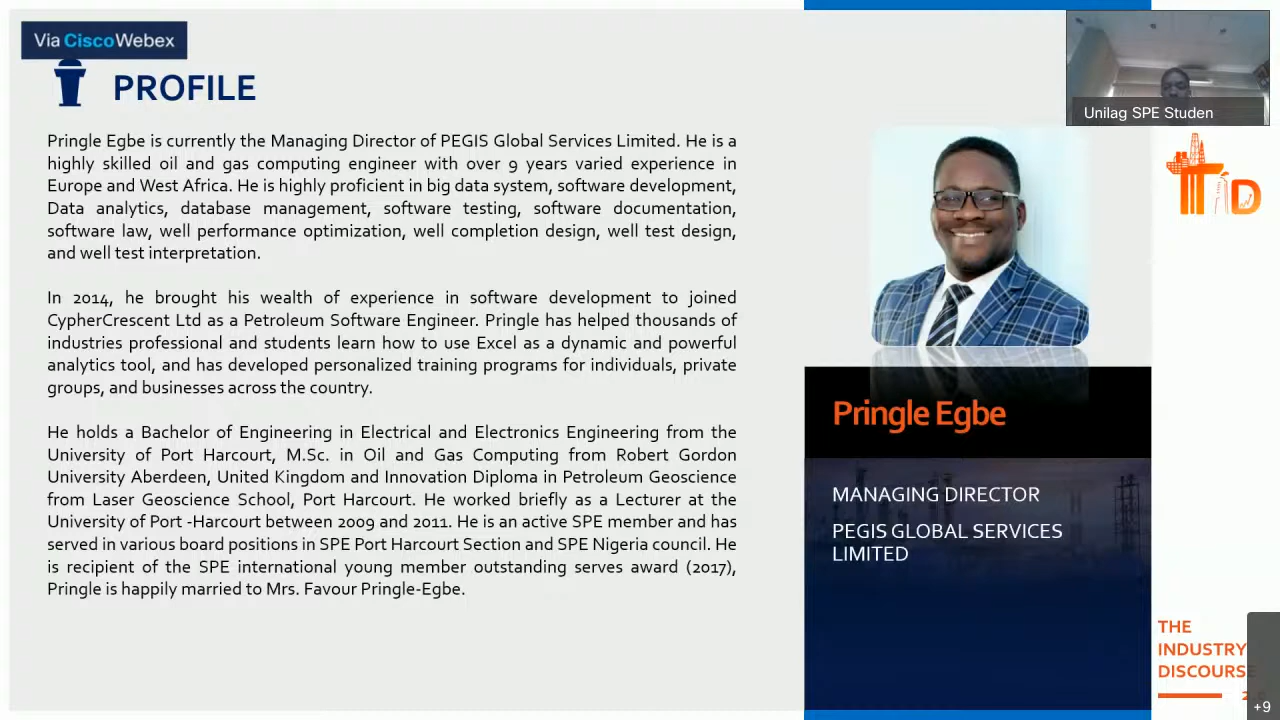 Via Cisco Webex
PROFILE
Pringle Egbe is currently the Managing Director of PEGIS Global Services Limited. He is a
highly skilled oil and gas computing engineer with over 9 years varied experience in
Europe and West Africa. He is highly proficient in big data system, software development,
Data analytics, database management, software testing, software documentation,
software law, well performance optimization, well completion design, well test design,
and well test interpretation.
In 2014, he brought his wealth of experience in software development to joined
CypherCrescent Ltd as a Petroleum Software Engineer. Pringle has helped thousands of
industries professional and students learn how to use Excel as a dynamic and powerful
analytics tool, and has developed personalized training programs for individuals, private
groups, and businesses across the country.
He holds a Bachelor of Engineering in Electrical and Electronics Engineering from the
University of Port Harcourt, M.Sc. in Oil and Gas Computing from Robert Gordon
University Aberdeen, United Kingdom and Innovation Diploma in Petroleum Geoscience
from Laser Geoscience School, Port Harcourt. He worked briefly as a Lecturer at the
University of Port -Harcourt between 2009 and 2011. He is an active SPE member and has
served in various board positions in SPE Port Harcourt Section and SPE Nigeria council. He
is recipient of the SPE international young member outstanding serves award (2017),
Pringle is happily married to Mrs. Favour Pringle-Egbe.
Unilag SPE Studen
D
Pringle Egbe
MANAGING DIRECTOR
PEGIS GLOBAL SERVICES
LIMITED
THE
INDUSTRY
DISCOURSE
+9